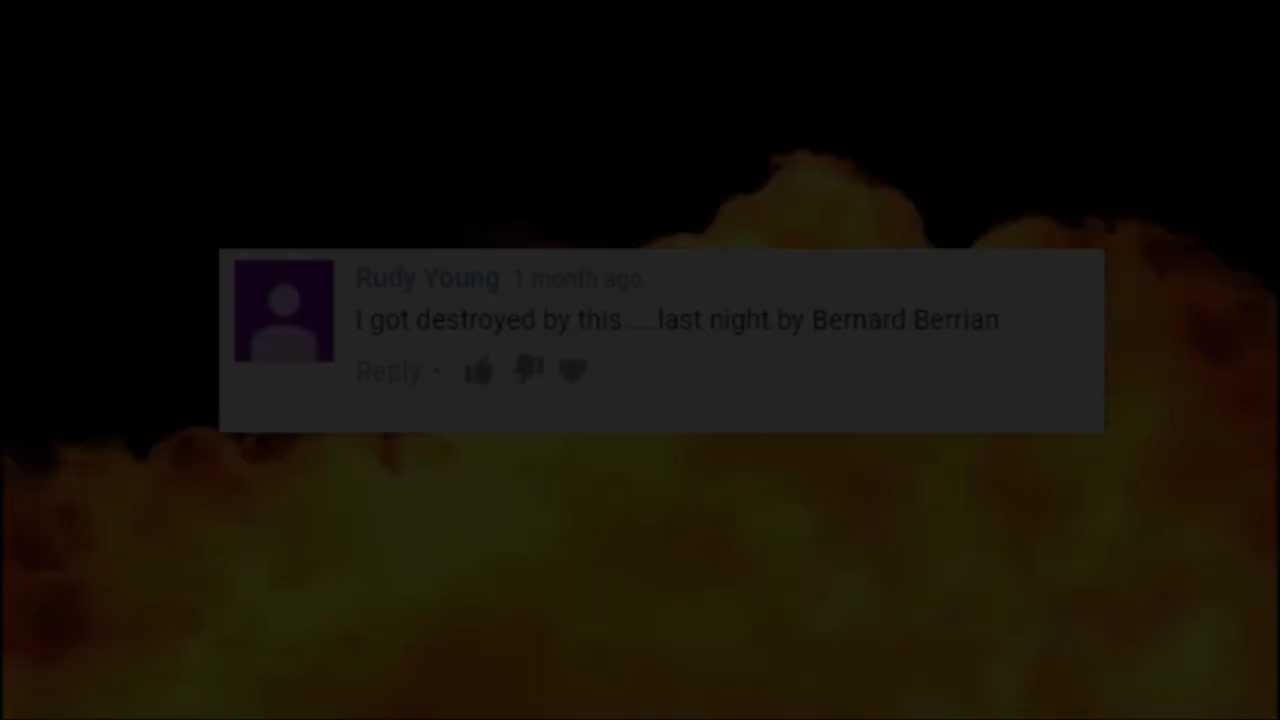 Rudy Young 1 month ago
I got destroyed by this.....last night by Bernard Berrian
Reply •